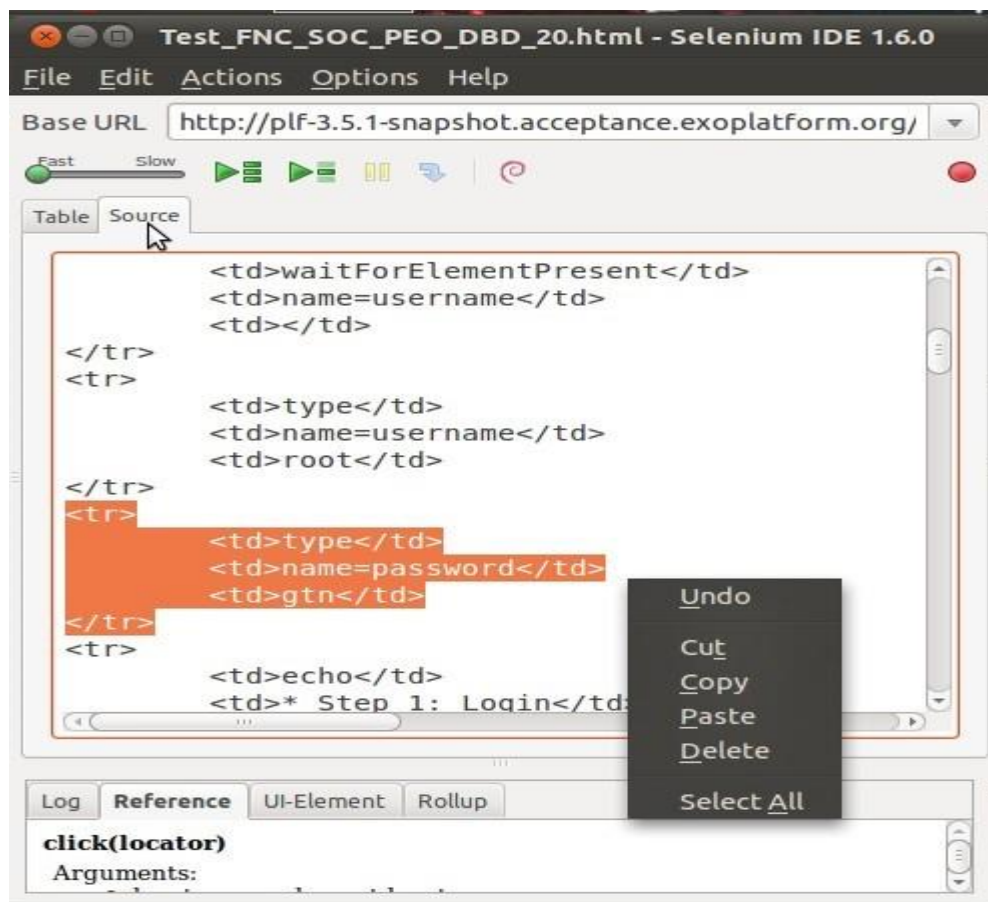 Test_FNC_SOC_PEO_DBD_20.html - Selenium IDE 1.6.0
File Edit Actions Options Help
Base URL http://plf-3.5.1-snapshot.acceptance.exoplatform.org/
Fast Slow
Table Source
<td>waitForElementPresent</td>
<td>name=username</td>
<td></td>
</tr>
<tr>
<td>type</td>
<td>name=username</td>
<td>root</td>
</tr>
<tr>
<td>type</td>
<td>name=password</td>
<td>gtn</td>
</tr>
<tr>
<td>echo</td>
<td>* Step 1: Login</td
Undo
Cut
Copy
Paste
Delete
Select All
Log Reference UI-Element Rollup
click(locator)
Arguments: